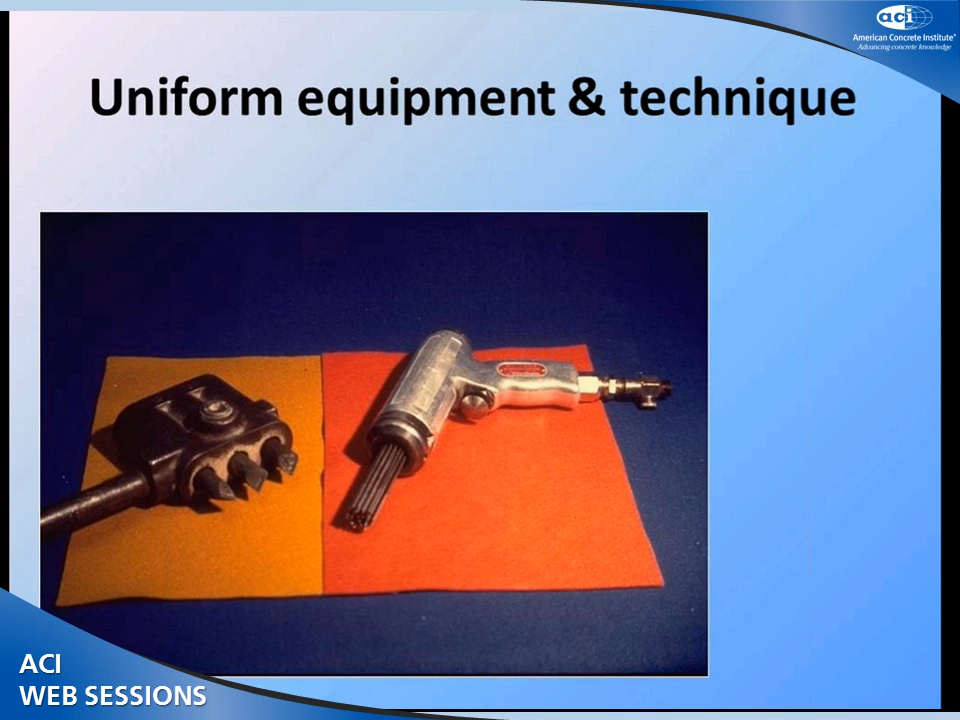 aci
American Concrete Institute®
Advancing concrete knowledge
Uniform equipment & technique
ACI
WEB SESSIONS